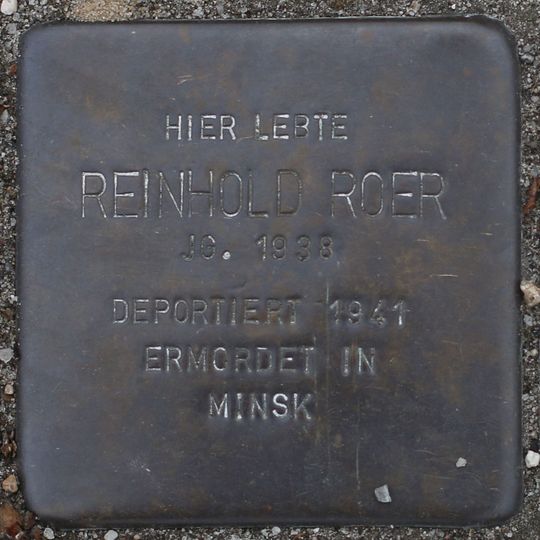 HIER LEBTE
REINHOLD ROER
JG. 1938
DEPORTIERT 1941
ERMORDET IN
MINSK